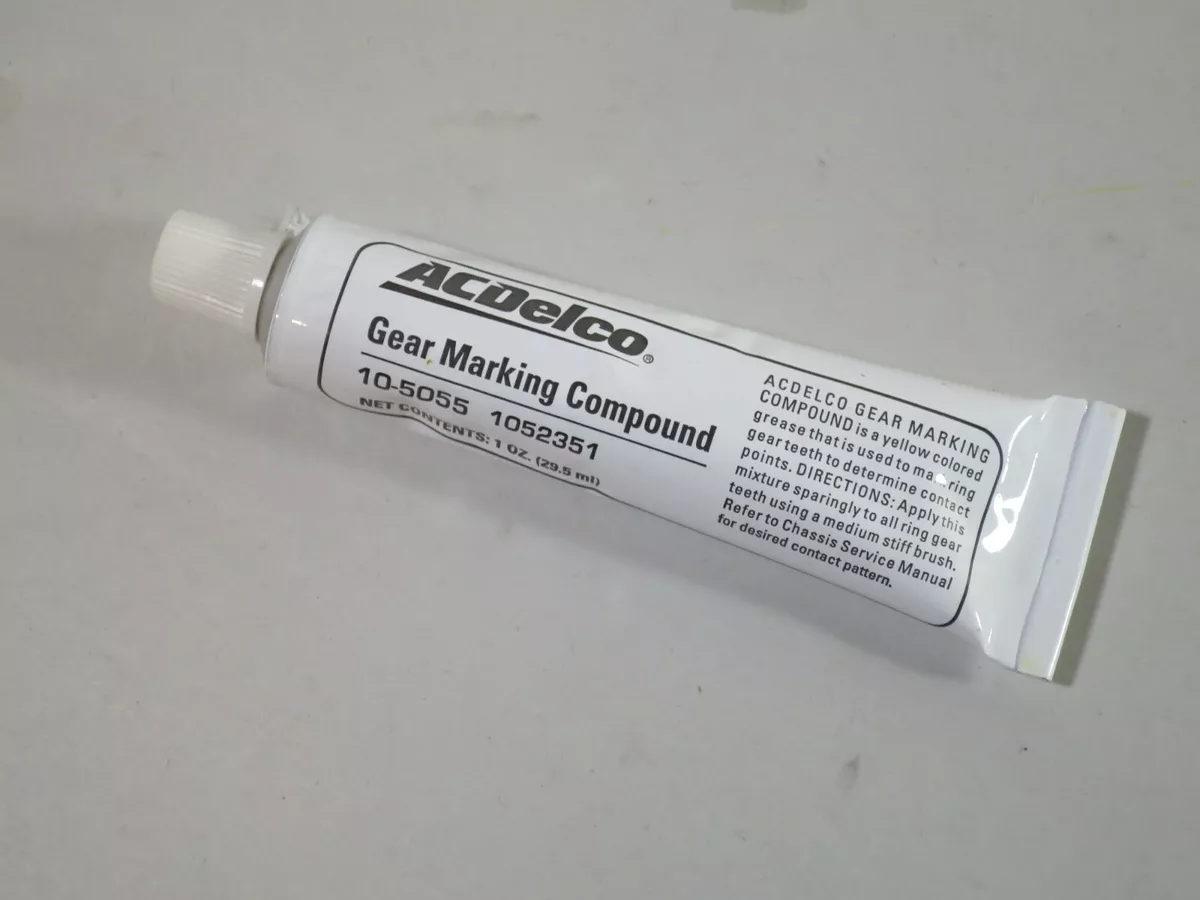 ACDelco®
Gear Marking Compound
10-5055 1052351
NET CONTENTS: 1 OZ. (29.5 ml)
ACDELCO GEAR MARKING
COMPOUND is a yellow colored
grease that is used to ma ring
gear teeth to determine contact
points. DIRECTIONS: Apply this
mixture sparingly to all ring gear
teeth using a medium stiff brush.
Refer to Chassis Service Manual
for desired contact pattern.